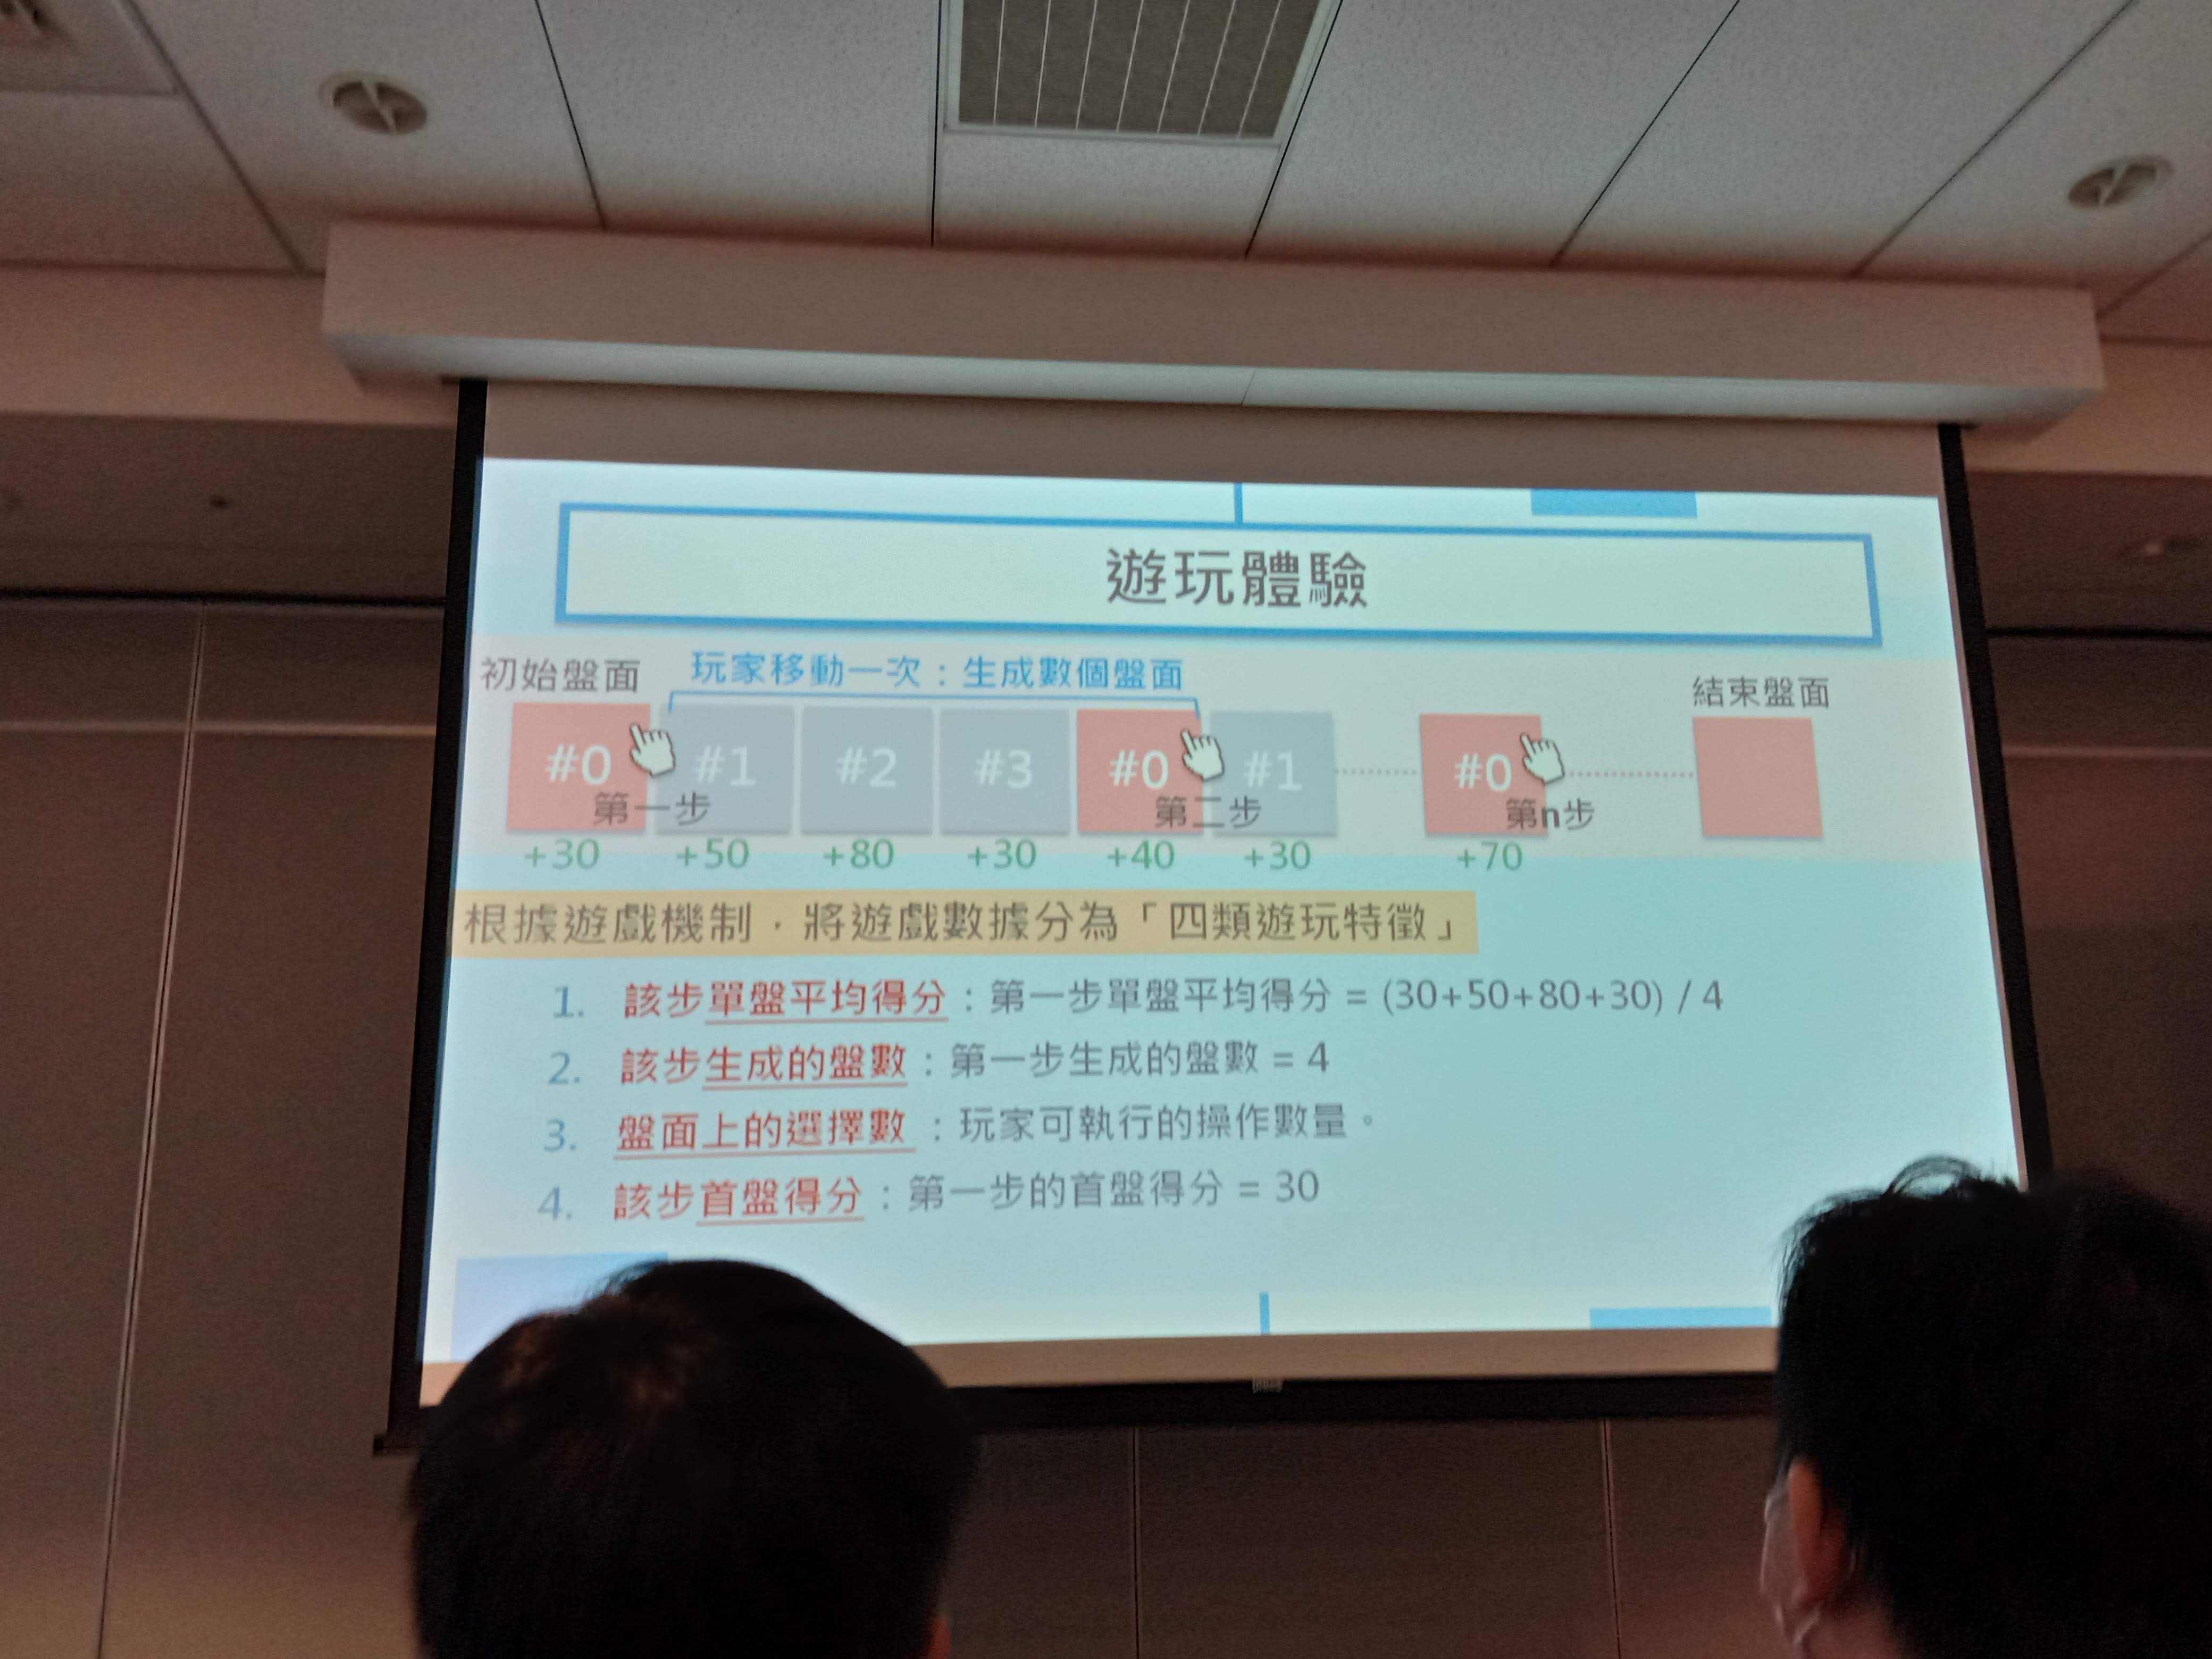 遊玩體驗
初始盤面
玩家移動一次：生成數個盤面
結束盤面
#0 #1 #2 #3 #0 #1 #0
第一步 第二步 第n步
+30 +50 +80 +30 +40 +30 +70
根據遊戲機制，將遊戲數據分為「四類遊玩特徵」
1. 該步單盤平均得分：第一步單盤平均得分 = (30+50+80+30) / 4
2. 該步生成的盤數：第一步生成的盤數 = 4
3. 盤面上的選擇數 ：玩家可執行的操作數量。
4. 該步首盤得分：第一步的首盤得分 = 30